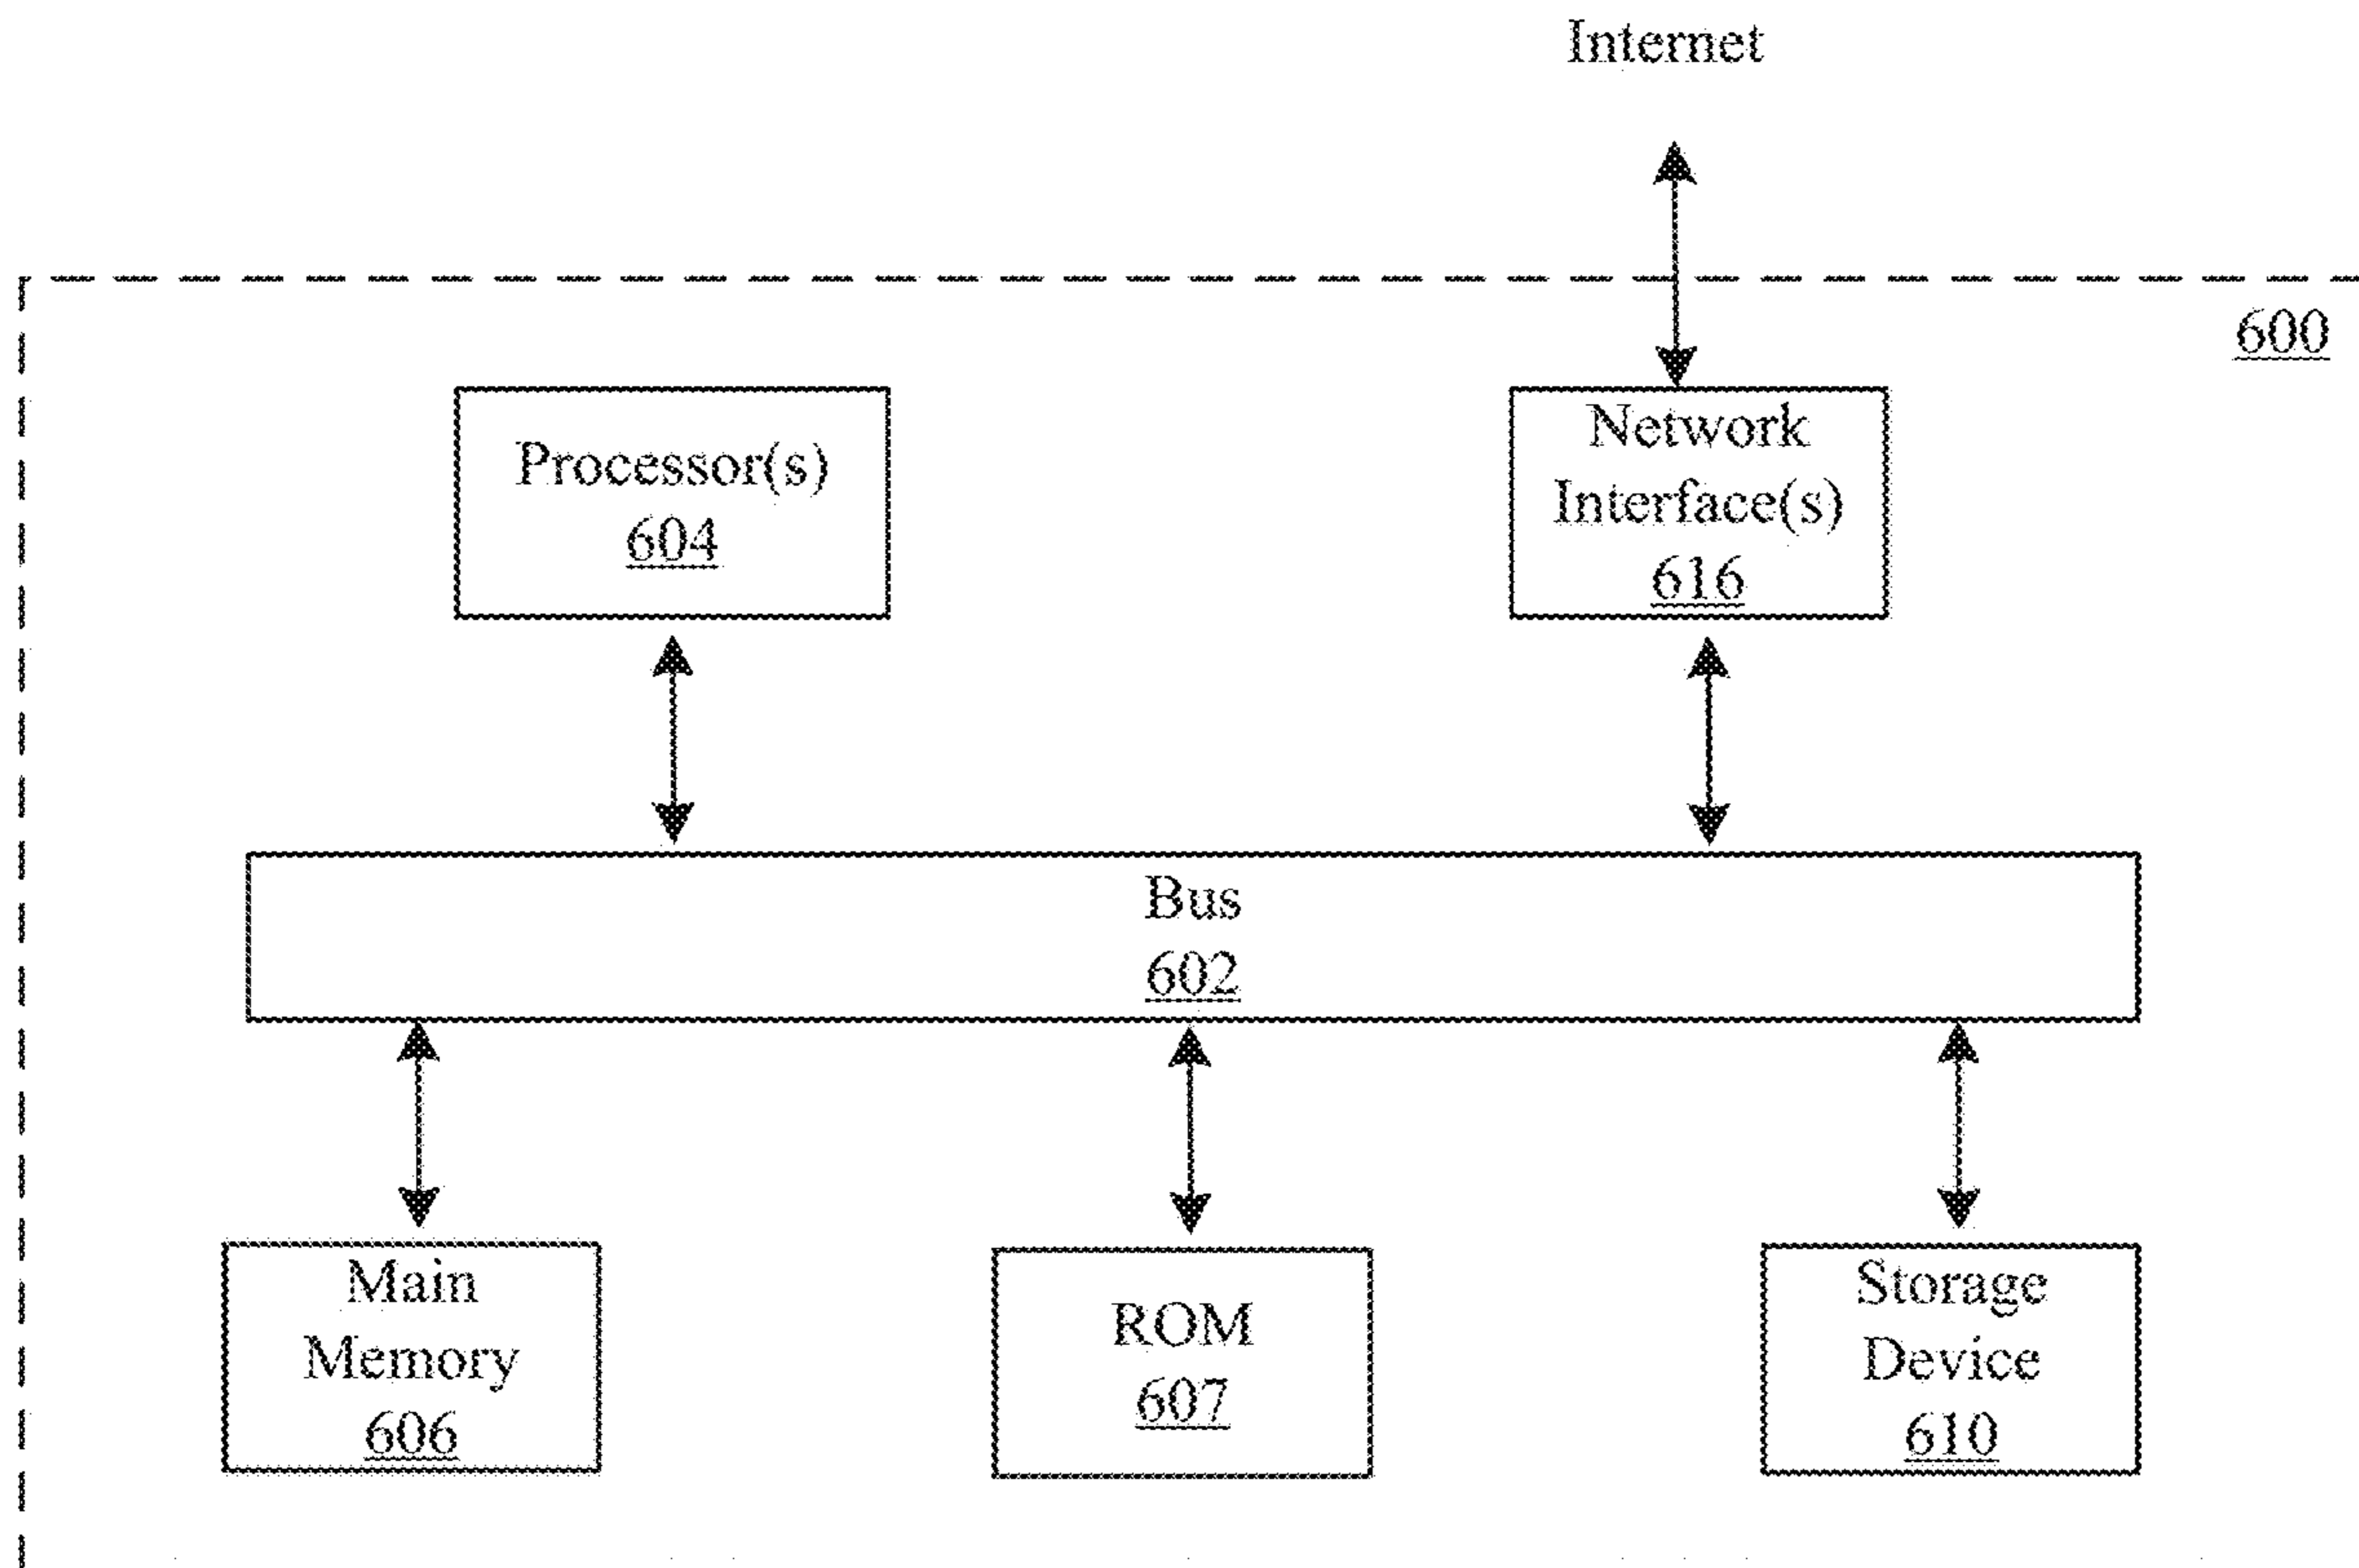 Internet
600
Processor(s)
604
Network
Interface(s)
616
Bus
602
Main
Memory
606
ROM
607
Storage
Device
610